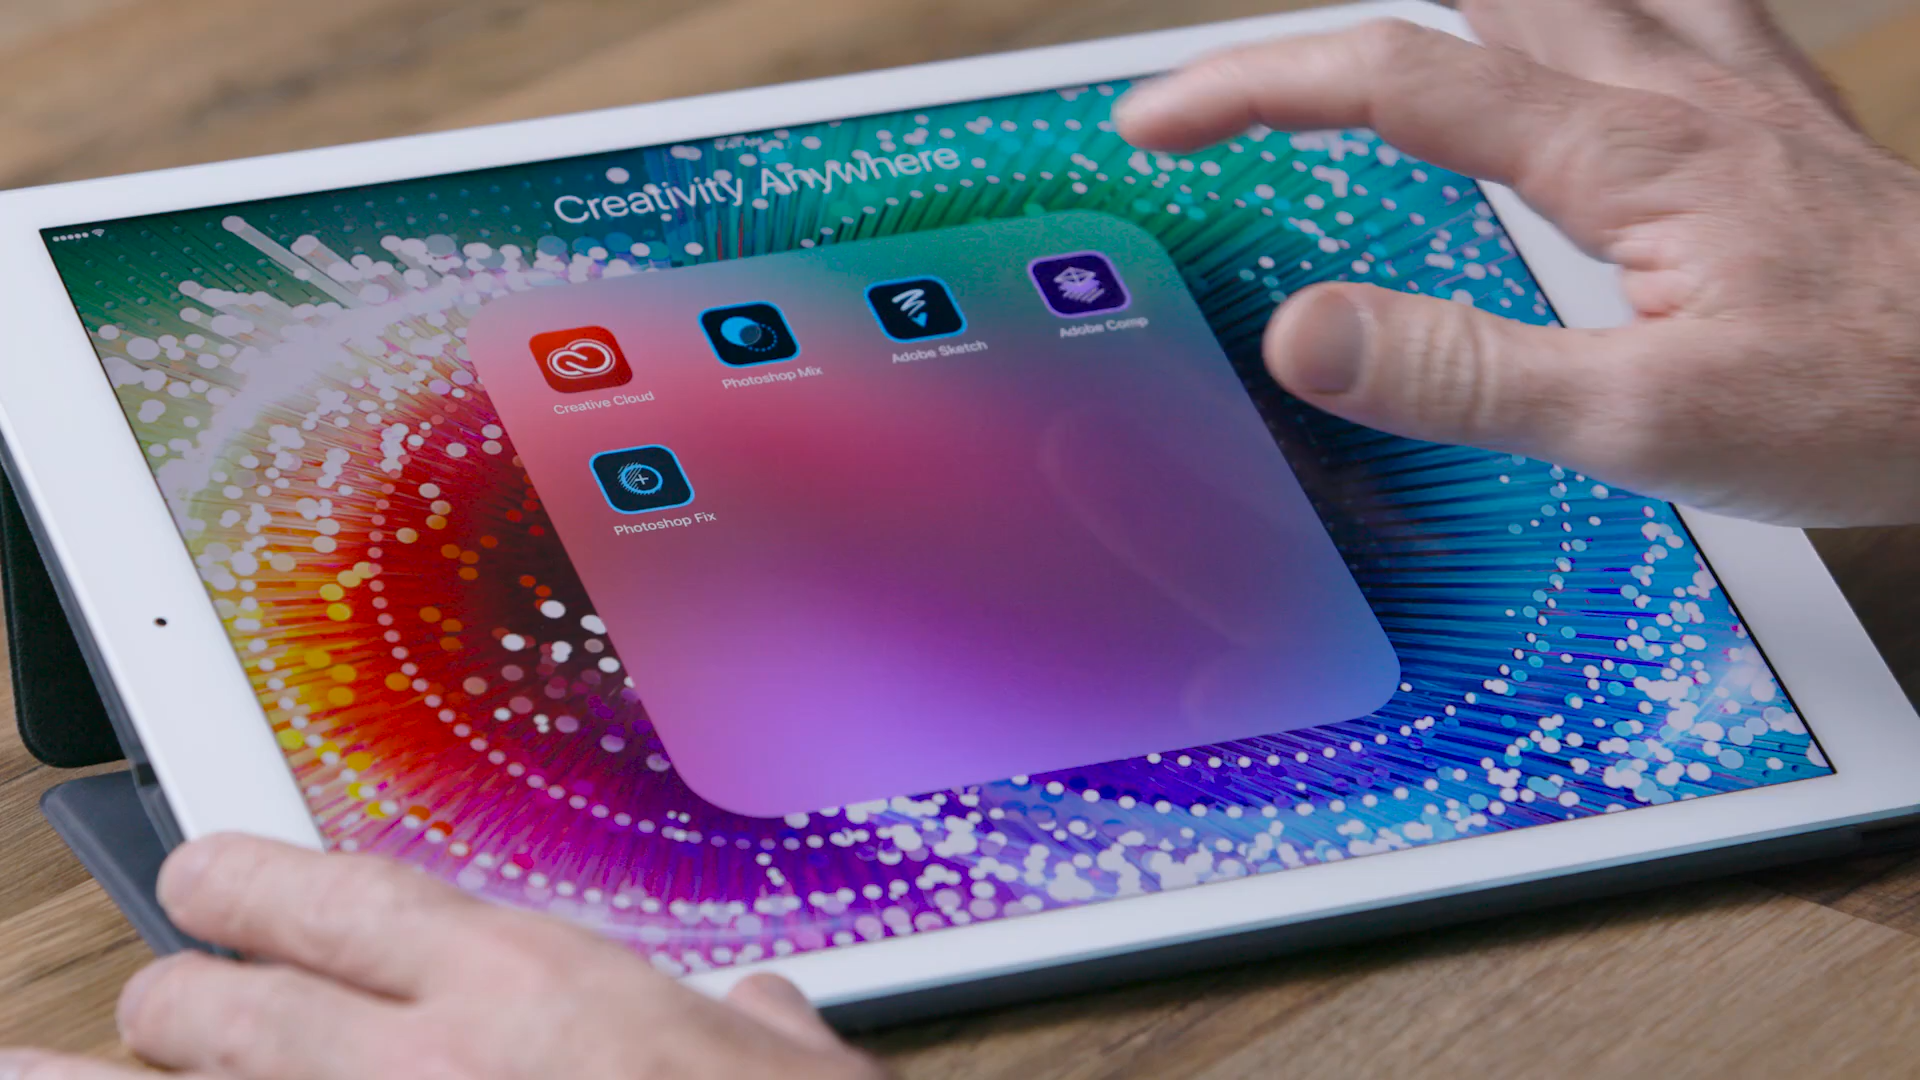 Creativity Anywhere
Creative Cloud
Photoshop Mix
Adobe Sketch
Adobe Comp
Photoshop Fix